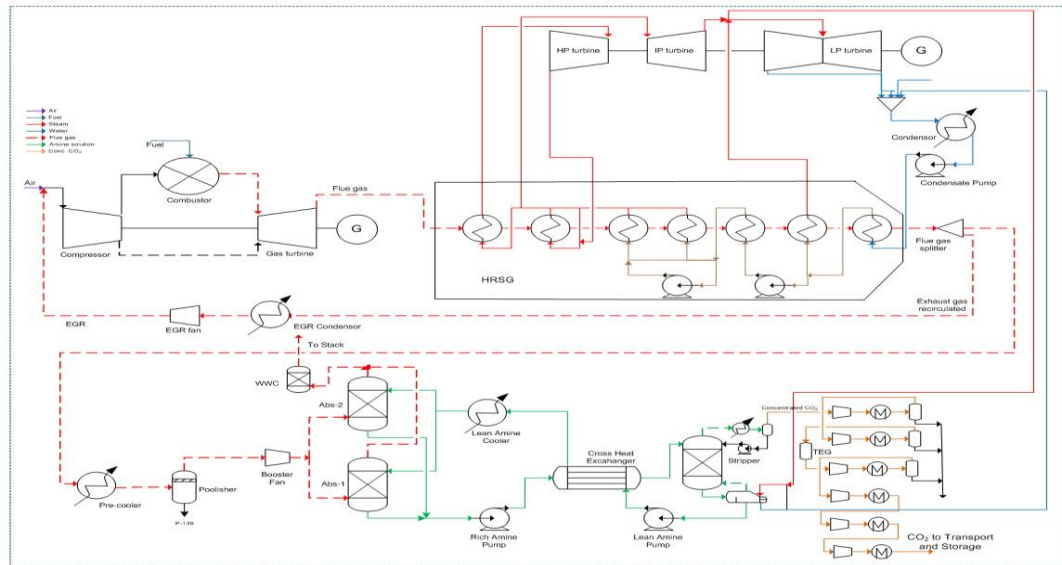 HP turbine
IP turbine
LP turbine
G
Air
Fuel
Steam
Water
Flue gas
Amine solution
Conc. CO₂
Condensor
Condensate Pump
Fuel
Combustor
Air
Flue gas
Compressor
Gas turbine
G
HRSG
Flue gas
splitter
Exhaust gas
recirculated
EGR
EGR fan
EGR Condensor
To Stack
WWC
Abs-2
Lean Amine
Cooler
Concentrated CO₂
Cross Heat
Excahanger
Stripper
TEG
M
M
M
M
M
M
Pre-cooler
Poolisher
P-135
Booster
Fan
Abs-1
Rich Amine
Pump
Lean Amine
Pump
CO₂ to Transport
and Storage